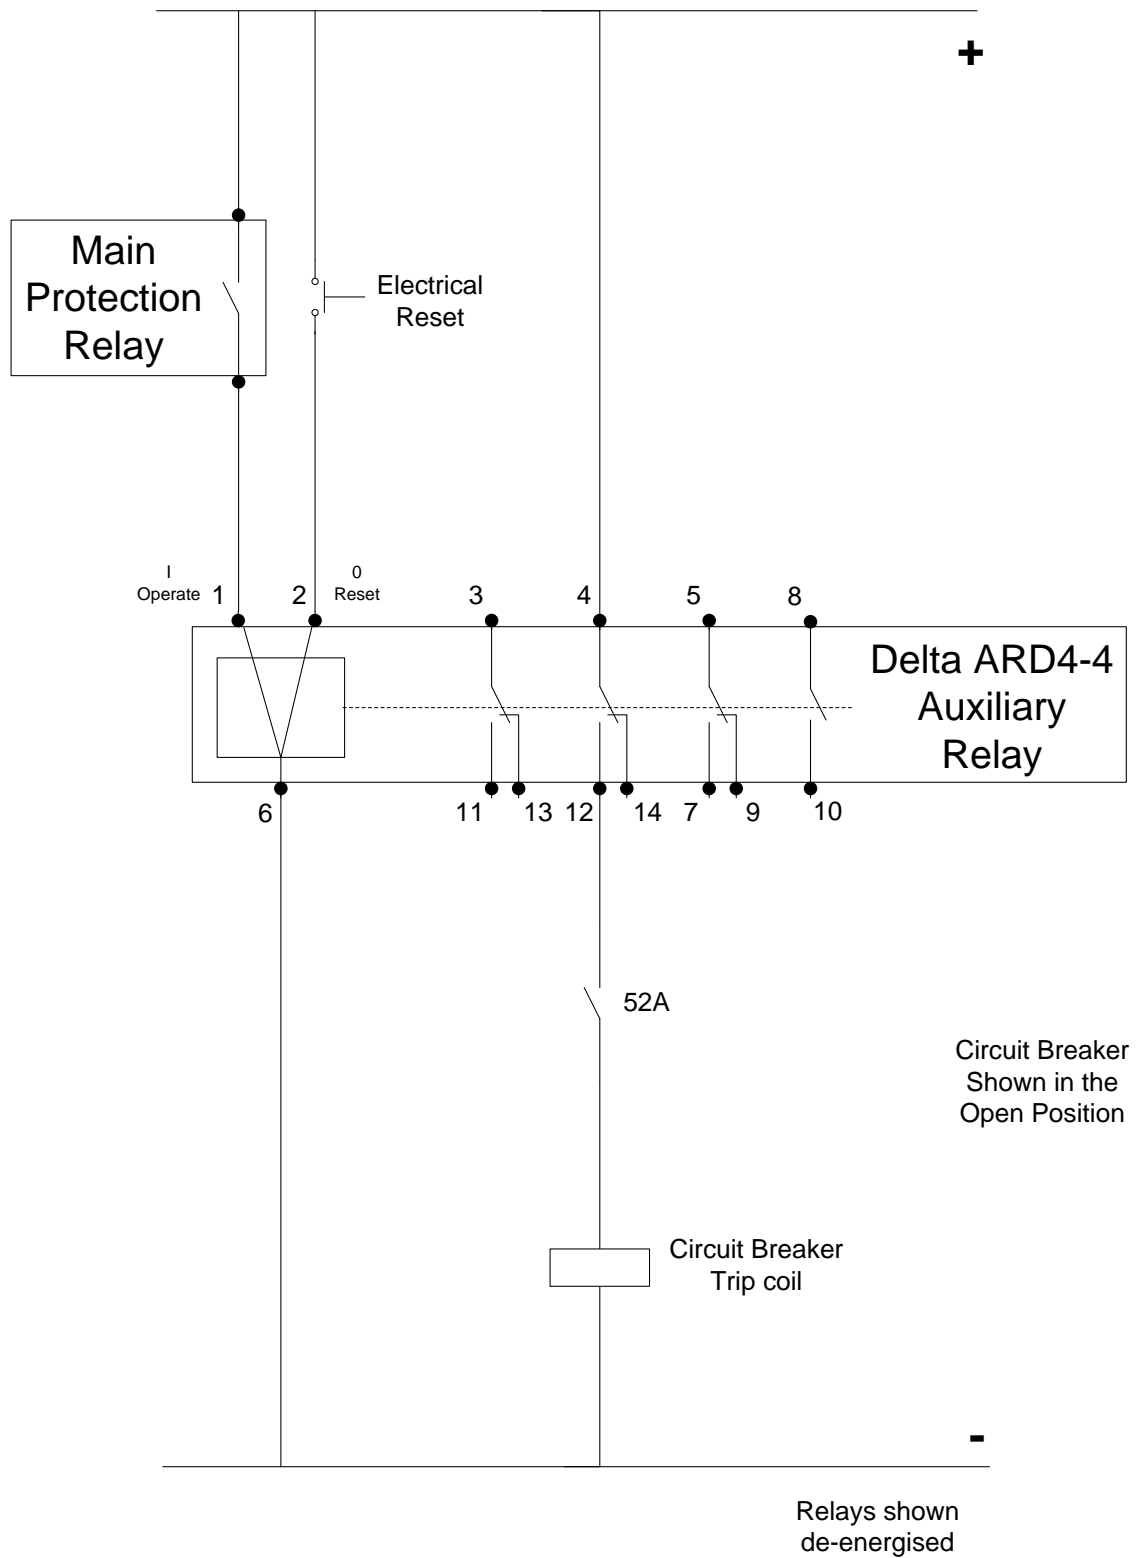 +
Main
Protection
Relay
Electrical
Reset
I
Operate
1
2
0
Reset
3
4
5
8
Delta ARD4-4
Auxiliary
Relay
6
11
13
12
14
7
9
10
52A
Circuit Breaker
Shown in the
Open Position
Circuit Breaker
Trip coil
-
Relays shown
de-energised